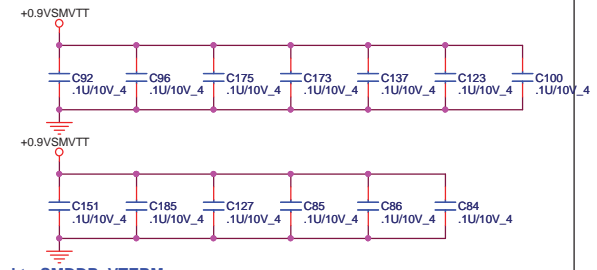 +0.9VSMVTT
C92 C96 C175 C173 C137 C123 C100
.1U/10V_4 .1U/10V_4 .1U/10V_4 .1U/10V_4 .1U/10V_4 .1U/10V_4 .1U/10V_4
+0.9VSMVTT
C151 C185 C127 C85 C86 C84
.1U/10V_4 .1U/10V_4 .1U/10V_4 .1U/10V_4 .1U/10V_4 .1U/10V_4